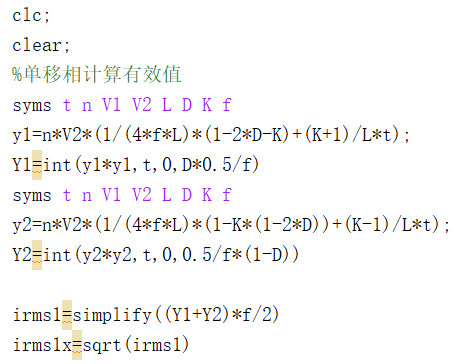 clc;
clear;
%单移相计算有效值
syms t n V1 V2 L D K f
y1=n*V2*(1/(4*f*L)*(1-2*D-K)+(K+1)/L*t);
Y1=int(y1*y1,t,0,D*0.5/f)
syms t n V1 V2 L D K f
y2=n*V2*(1/(4*f*L)*(1-K*(1-2*D))+(K-1)/L*t);
Y2=int(y2*y2,t,0,0.5/f*(1-D))
irms1=simplify((Y1+Y2)*f/2)
irms1x=sqrt(irms1)